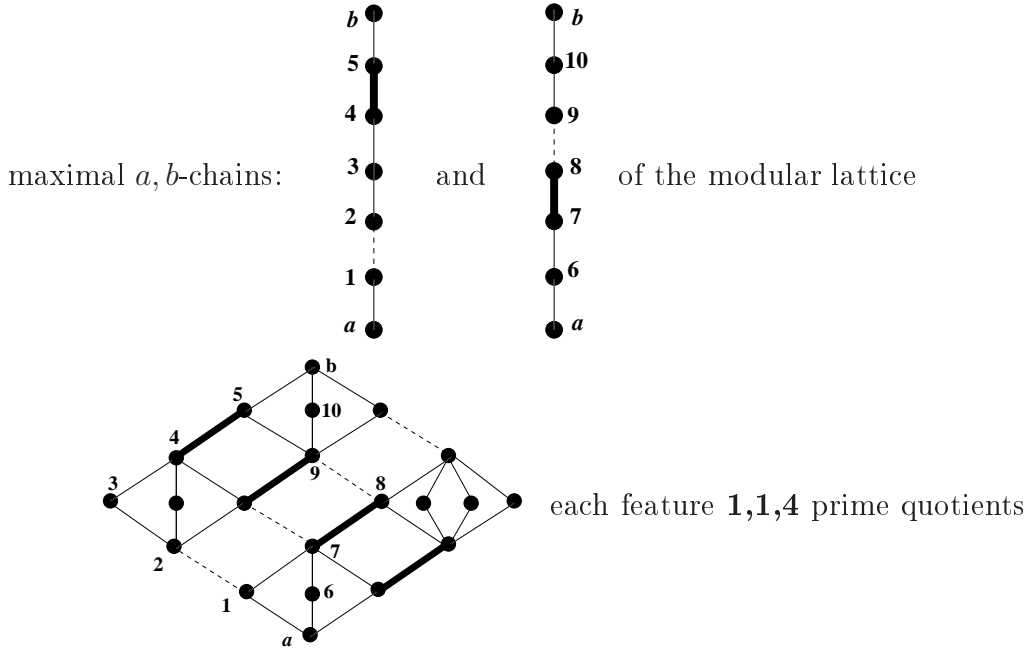 b b
5 10
4 9
3 8
maximal a, b-chains: and of the modular lattice
2 7
1 6
a a
b
5
10
4
9
3 8
each feature 1,1,4 prime quotients
7
2
6
1
a